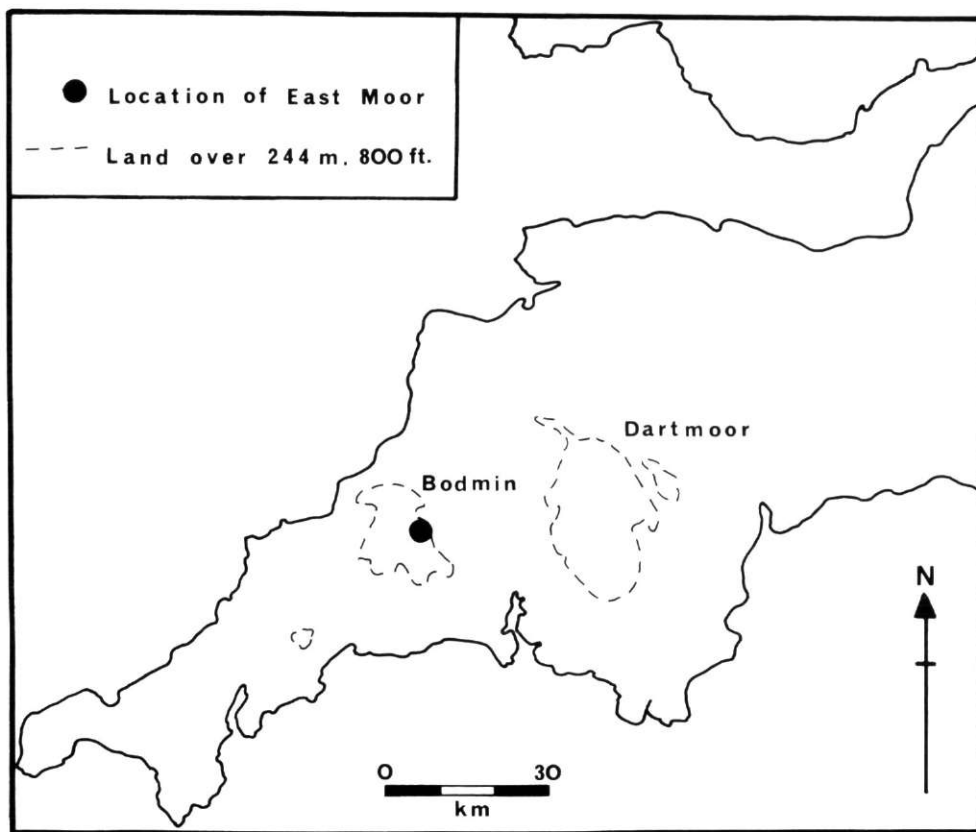 Location of East Moor
Land over 244 m. 800 ft.
Dartmoor
Bodmin
N
0 30
km